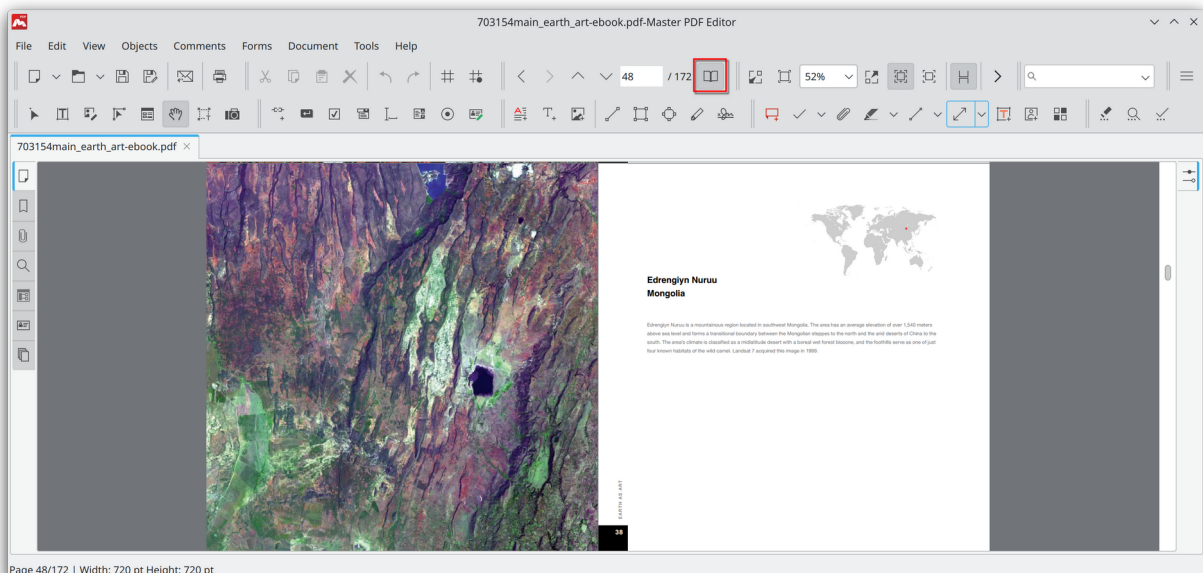 703154main_earth_art-ebook.pdf-Master PDF Editor
File Edit View Objects Comments Forms Document Tools Help
48 / 172 52%
703154main_earth_art-ebook.pdf
Edrengiyn Nuruu
Mongolia
Edrengiyn Nuruu is a mountainous region located in southwest Mongolia. The area has an average elevation of over 1,540 meters
above sea level and forms a transitional boundary between the Mongolian steppes to the north and the arid deserts of China to the
south. The area's climate is classified as a midlatitude desert with a boreal wet forest biozone, and the foothills serve as one of just
four known habitats of the wild camel. Landsat 7 acquired this image in 1999.
EARTH AS ART
38
Page 48/172 | Width: 720 pt Height: 720 pt